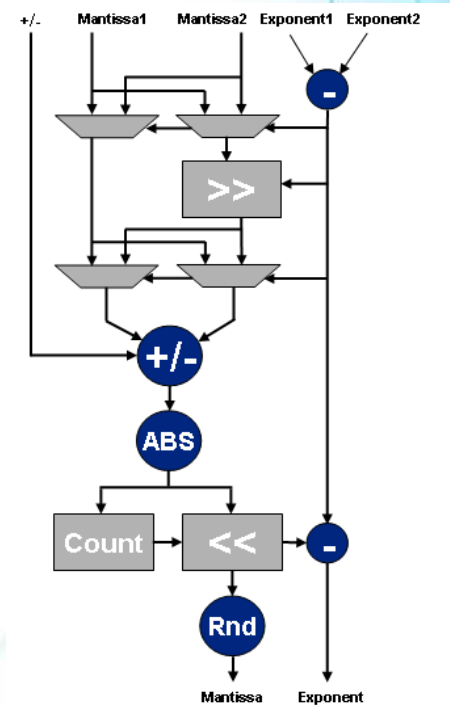 +/- Mantissa1 Mantissa2 Exponent1 Exponent2
-
>>
+/-
ABS
Count << -
Rnd
Mantissa Exponent